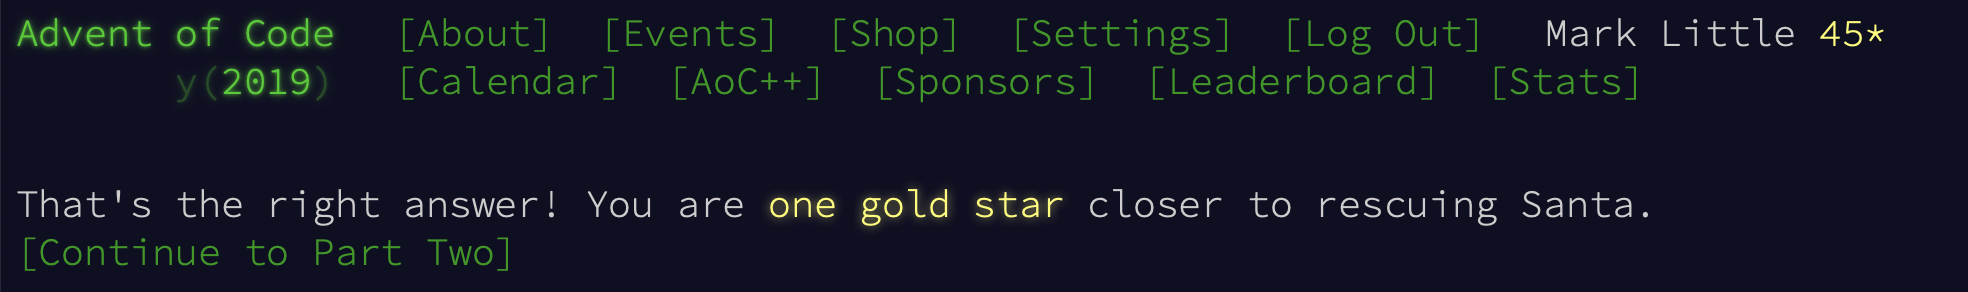 Advent of Code [About] [Events] [Shop] [Settings] [Log Out] Mark Little 45*
y(2019) [Calendar] [AoC++] [Sponsors] [Leaderboard] [Stats]
That's the right answer! You are one gold star closer to rescuing Santa.
[Continue to Part Two]